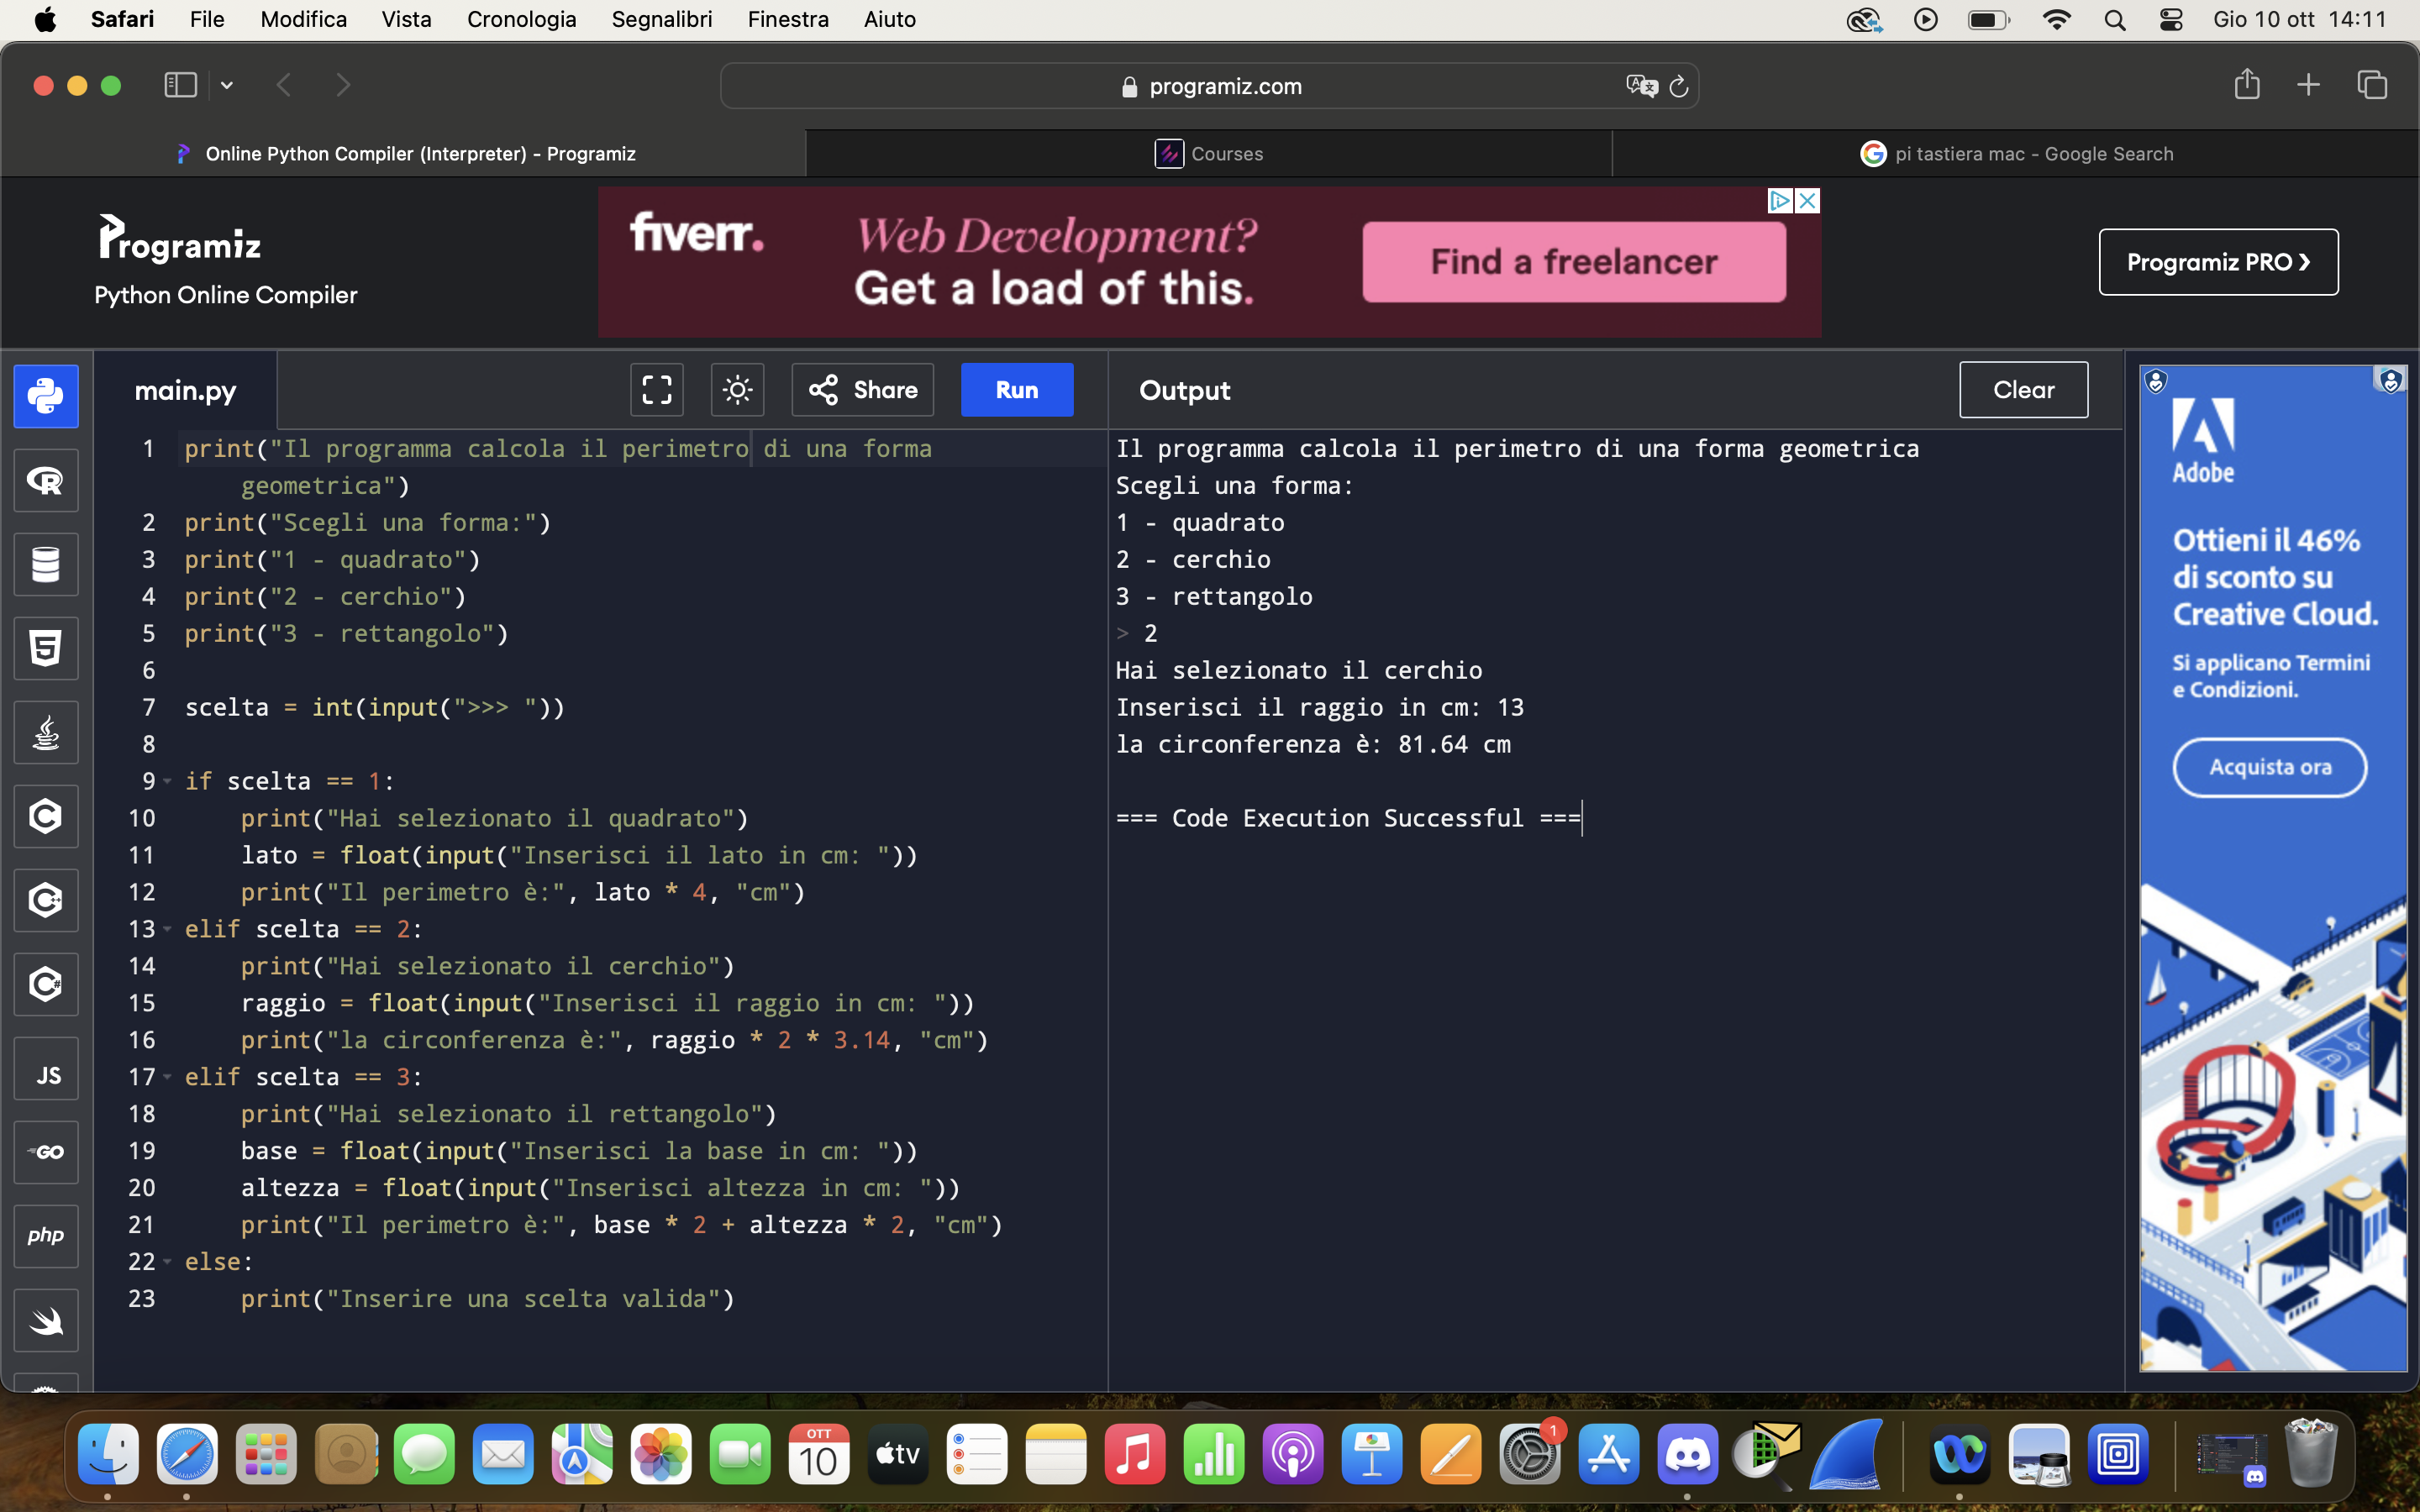 Safari File Modifica Vista Cronologia Segnalibri Finestra Aiuto Gio 10 ott 14:11
programiz.com
Online Python Compiler (Interpreter) - Programiz Courses pi tastiera mac - Google Search
Programiz
Python Online Compiler
fiverr.
Web Development?
Get a load of this.
Find a freelancer
Programiz PRO ❯
main.py Share Run Output Clear
1 print("Il programma calcola il perimetro di una forma
geometrica")
2 print("Scegli una forma:")
3 print("1 - quadrato")
4 print("2 - cerchio")
5 print("3 - rettangolo")
6
7 scelta = int(input(">>> "))
8
9 if scelta == 1:
10 print("Hai selezionato il quadrato")
11 lato = float(input("Inserisci il lato in cm: "))
12 print("Il perimetro è:", lato * 4, "cm")
13 elif scelta == 2:
14 print("Hai selezionato il cerchio")
15 raggio = float(input("Inserisci il raggio in cm: "))
16 print("la circonferenza è:", raggio * 2 * 3.14, "cm")
17 elif scelta == 3:
18 print("Hai selezionato il rettangolo")
19 base = float(input("Inserisci la base in cm: "))
20 altezza = float(input("Inserisci altezza in cm: "))
21 print("Il perimetro è:", base * 2 + altezza * 2, "cm")
22 else:
23 print("Inserire una scelta valida")
Il programma calcola il perimetro di una forma geometrica
Scegli una forma:
1 - quadrato
2 - cerchio
3 - rettangolo
> 2
Hai selezionato il cerchio
Inserisci il raggio in cm: 13
la circonferenza è: 81.64 cm
=== Code Execution Successful ===
Adobe
Ottieni il 46%
di sconto su
Creative Cloud.
Si applicano Termini
e Condizioni.
Acquista ora
R
5
C
C++
C#
JS
GO
php
OTT
10
tv
1